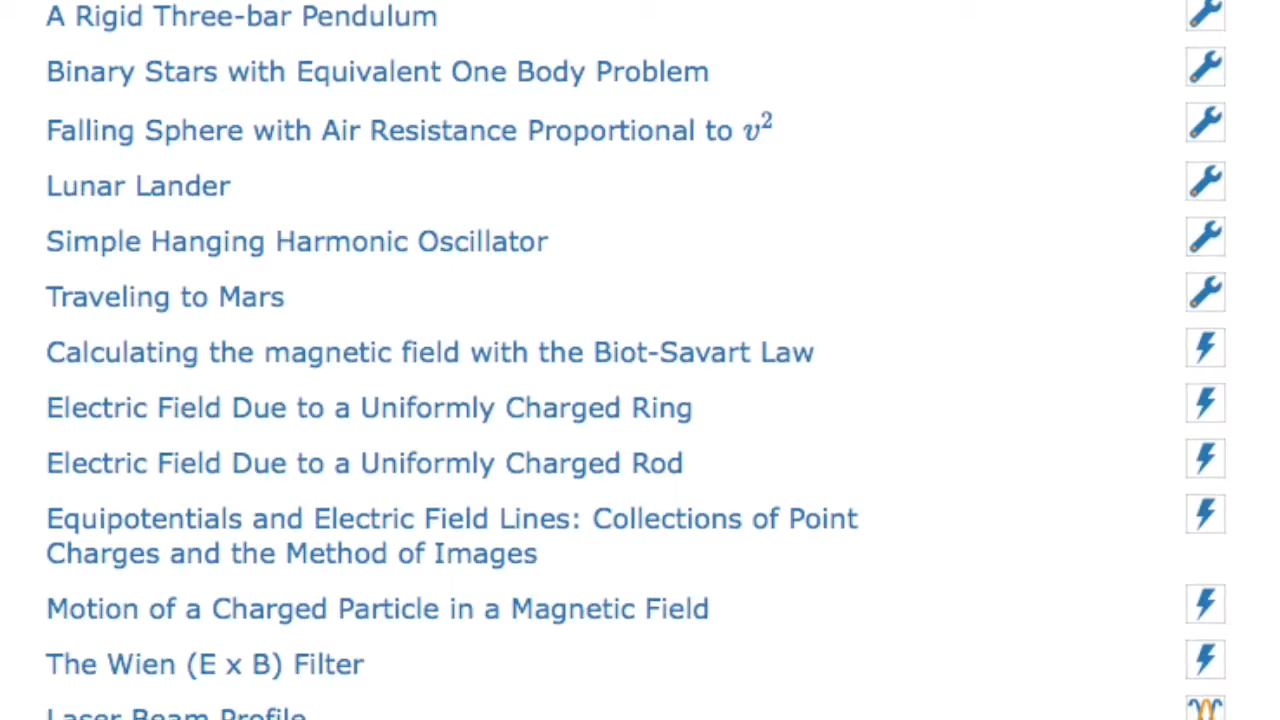 A Rigid Three-bar Pendulum
Binary Stars with Equivalent One Body Problem
Falling Sphere with Air Resistance Proportional to v²
Lunar Lander
Simple Hanging Harmonic Oscillator
Traveling to Mars
Calculating the magnetic field with the Biot-Savart Law
Electric Field Due to a Uniformly Charged Ring
Electric Field Due to a Uniformly Charged Rod
Equipotentials and Electric Field Lines: Collections of Point
Charges and the Method of Images
Motion of a Charged Particle in a Magnetic Field
The Wien (E x B) Filter
Laser Beam Profile